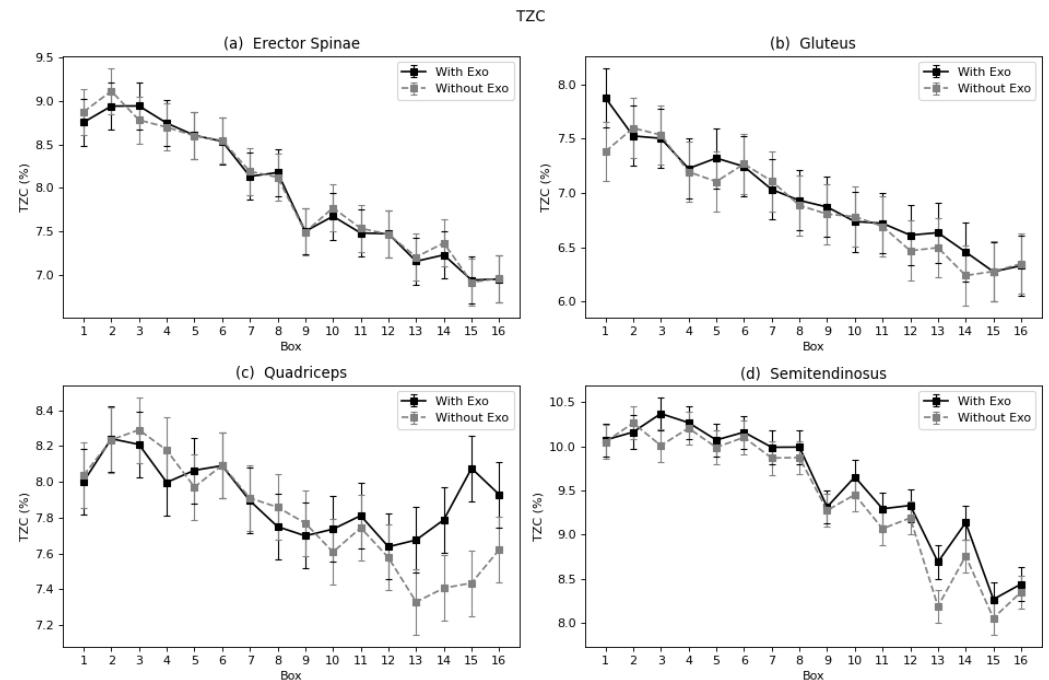 TZC
(a) Erector Spinae
9.5
9.0
8.5
8.0
7.5
7.0
TZC (%)
With Exo
Without Exo
1 2 3 4 5 6 7 8 9 10 11 12 13 14 15 16
Box
(b) Gluteus
8.0
7.5
7.0
6.5
6.0
TZC (%)
With Exo
Without Exo
1 2 3 4 5 6 7 8 9 10 11 12 13 14 15 16
Box
(c) Quadriceps
8.4
8.2
8.0
7.8
7.6
7.4
7.2
TZC (%)
With Exo
Without Exo
1 2 3 4 5 6 7 8 9 10 11 12 13 14 15 16
Box
(d) Semitendinosus
10.5
10.0
9.5
9.0
8.5
8.0
TZC (%)
With Exo
Without Exo
1 2 3 4 5 6 7 8 9 10 11 12 13 14 15 16
Box